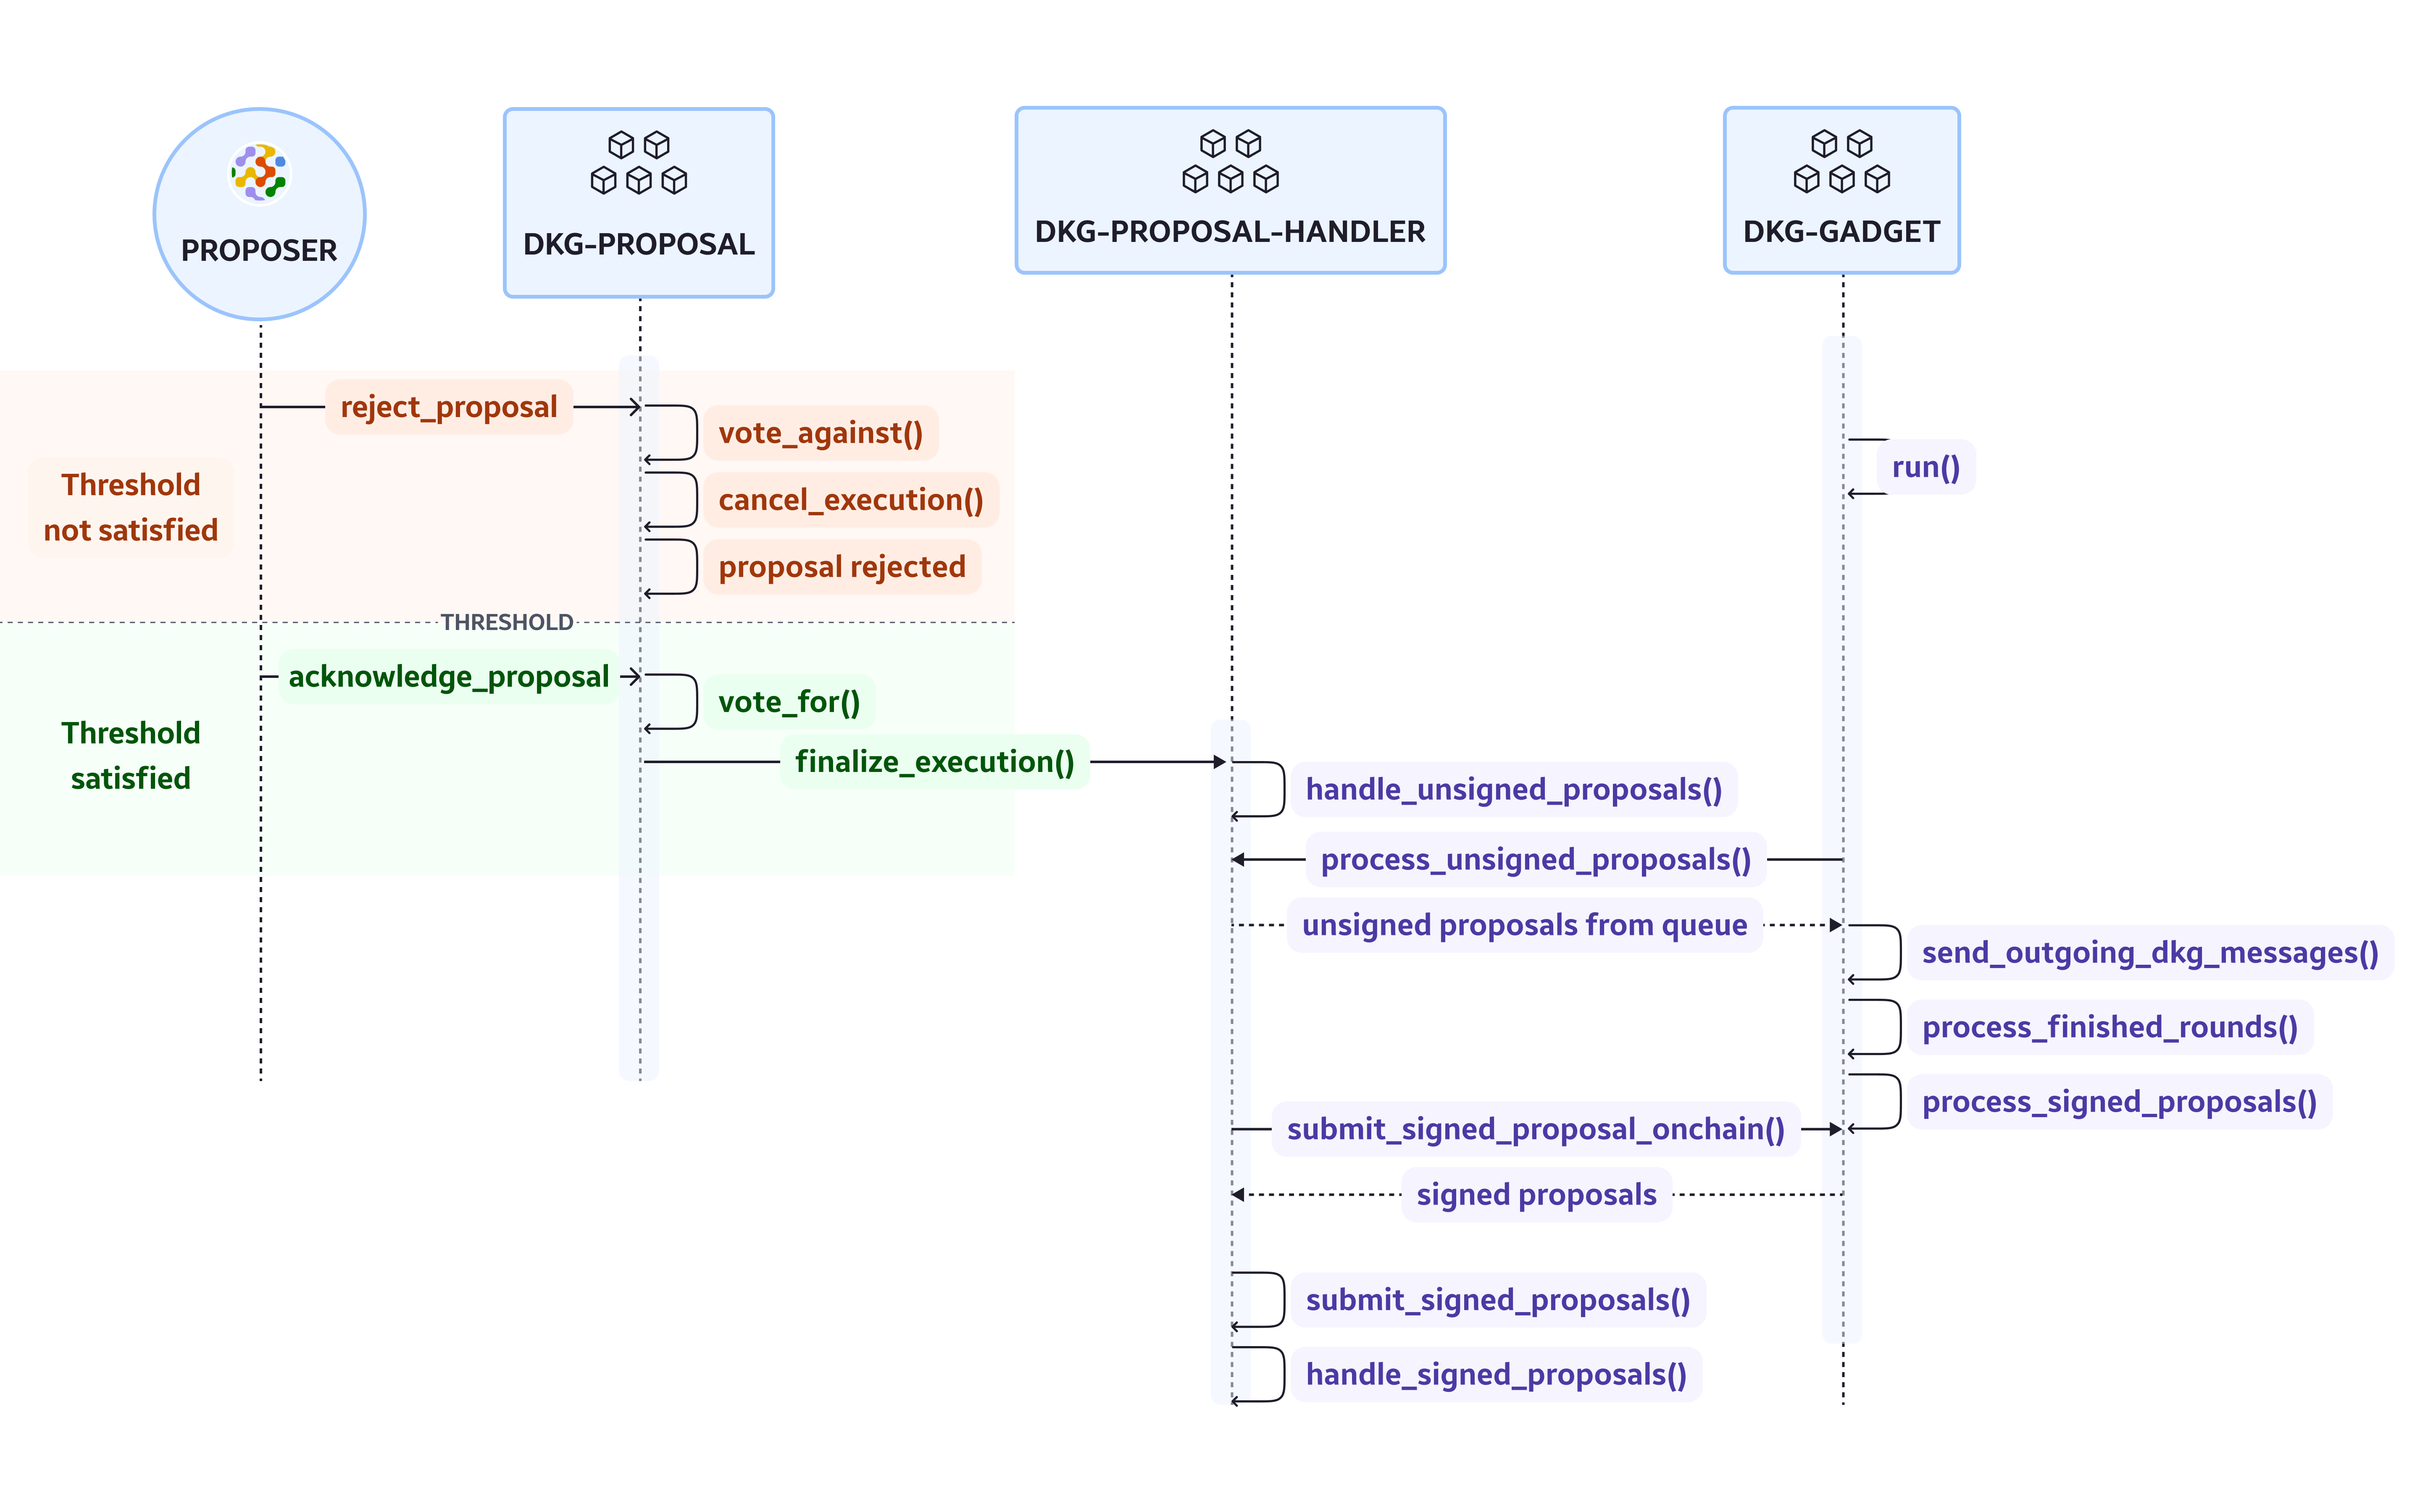 PROPOSER
DKG-PROPOSAL
DKG-PROPOSAL-HANDLER
DKG-GADGET
reject_proposal
vote_against()
run()
Threshold
not satisfied
cancel_execution()
proposal rejected
THRESHOLD
acknowledge_proposal
vote_for()
Threshold
satisfied
finalize_execution()
handle_unsigned_proposals()
process_unsigned_proposals()
unsigned proposals from queue
send_outgoing_dkg_messages()
process_finished_rounds()
process_signed_proposals()
submit_signed_proposal_onchain()
signed proposals
submit_signed_proposals()
handle_signed_proposals()